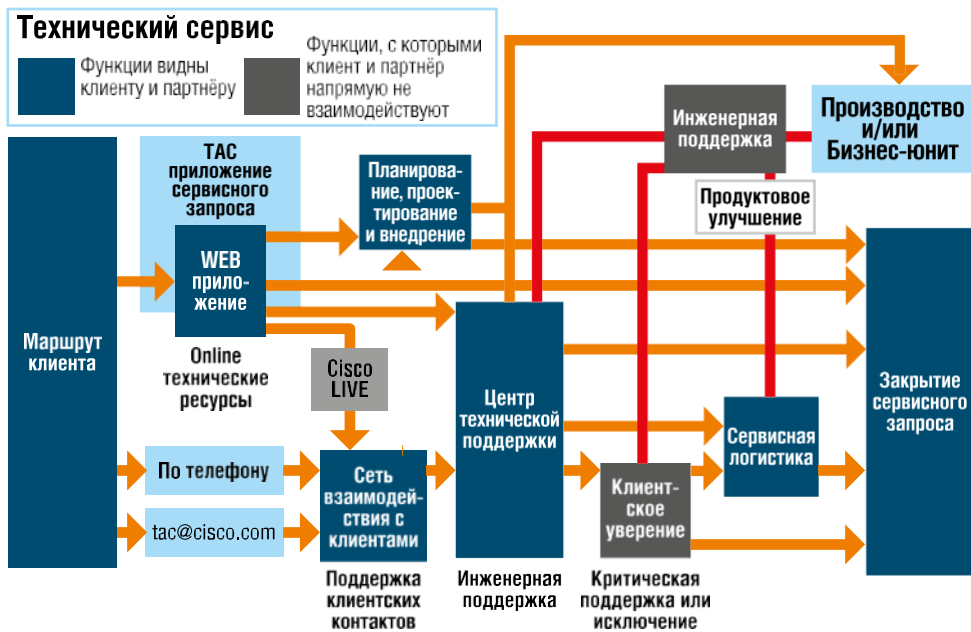 Технический сервис
Функции видны
клиенту и партнёру
Функции, с которыми
клиент и партнёр
напрямую не
взаимодействуют
Инженерная
поддержка
Производство
и/или
Бизнес-юнит
TAC
приложение
сервисного
запроса
Планирова-
ние, проек-
тирование
и внедрение
Продуктовое
улучшение
WEB
прило-
жение
Маршрут
клиента
Online
технические
ресурсы
Cisco
LIVE
Центр
технической
поддержки
Закрытие
сервисного
запроса
Сервисная
логистика
По телефону
Сеть
взаимодей-
ствия с
клиентами
Клиент-
ское
уверение
tac@cisco.com
Поддержка
клиентских
контактов
Инженерная
поддержка
Критическая
поддержка или
исключение